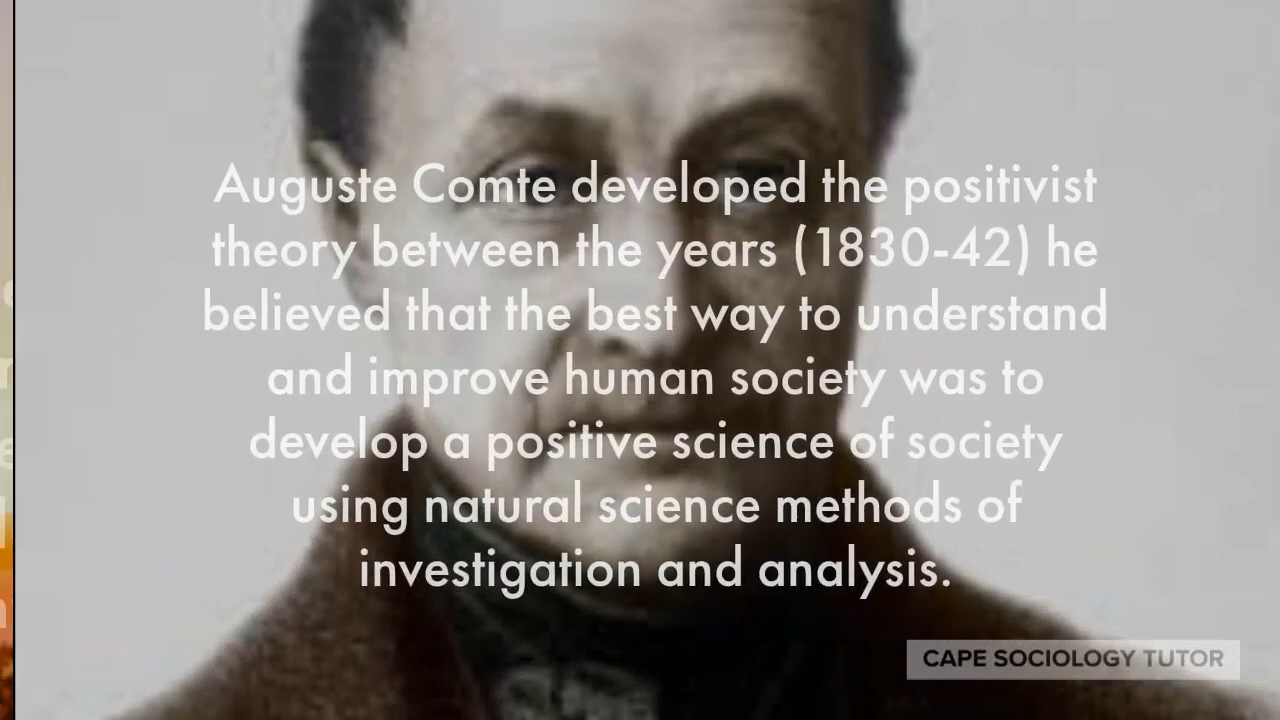 Auguste Comte developed the positivist
theory between the years (1830-42) he
believed that the best way to understand
and improve human society was to
develop a positive science of society
using natural science methods of
investigation and analysis.
CAPE SOCIOLOGY TUTOR